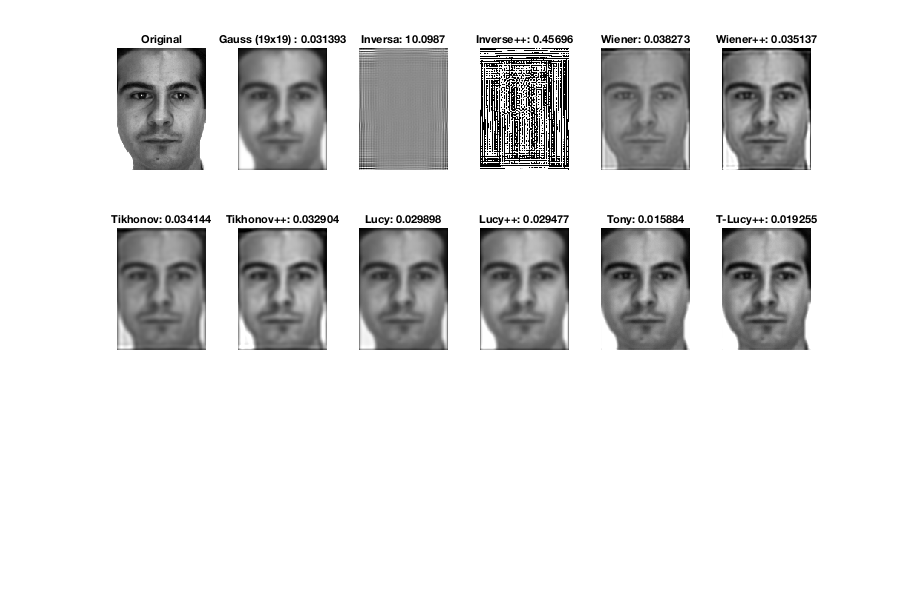 Original
Gauss (19x19) : 0.031393
Inversa: 10.0987
Inverse++: 0.45696
Wiener: 0.038273
Wiener++: 0.035137
Tikhonov: 0.034144
Tikhonov++: 0.032904
Lucy: 0.029898
Lucy++: 0.029477
Tony: 0.015884
T-Lucy++: 0.019255